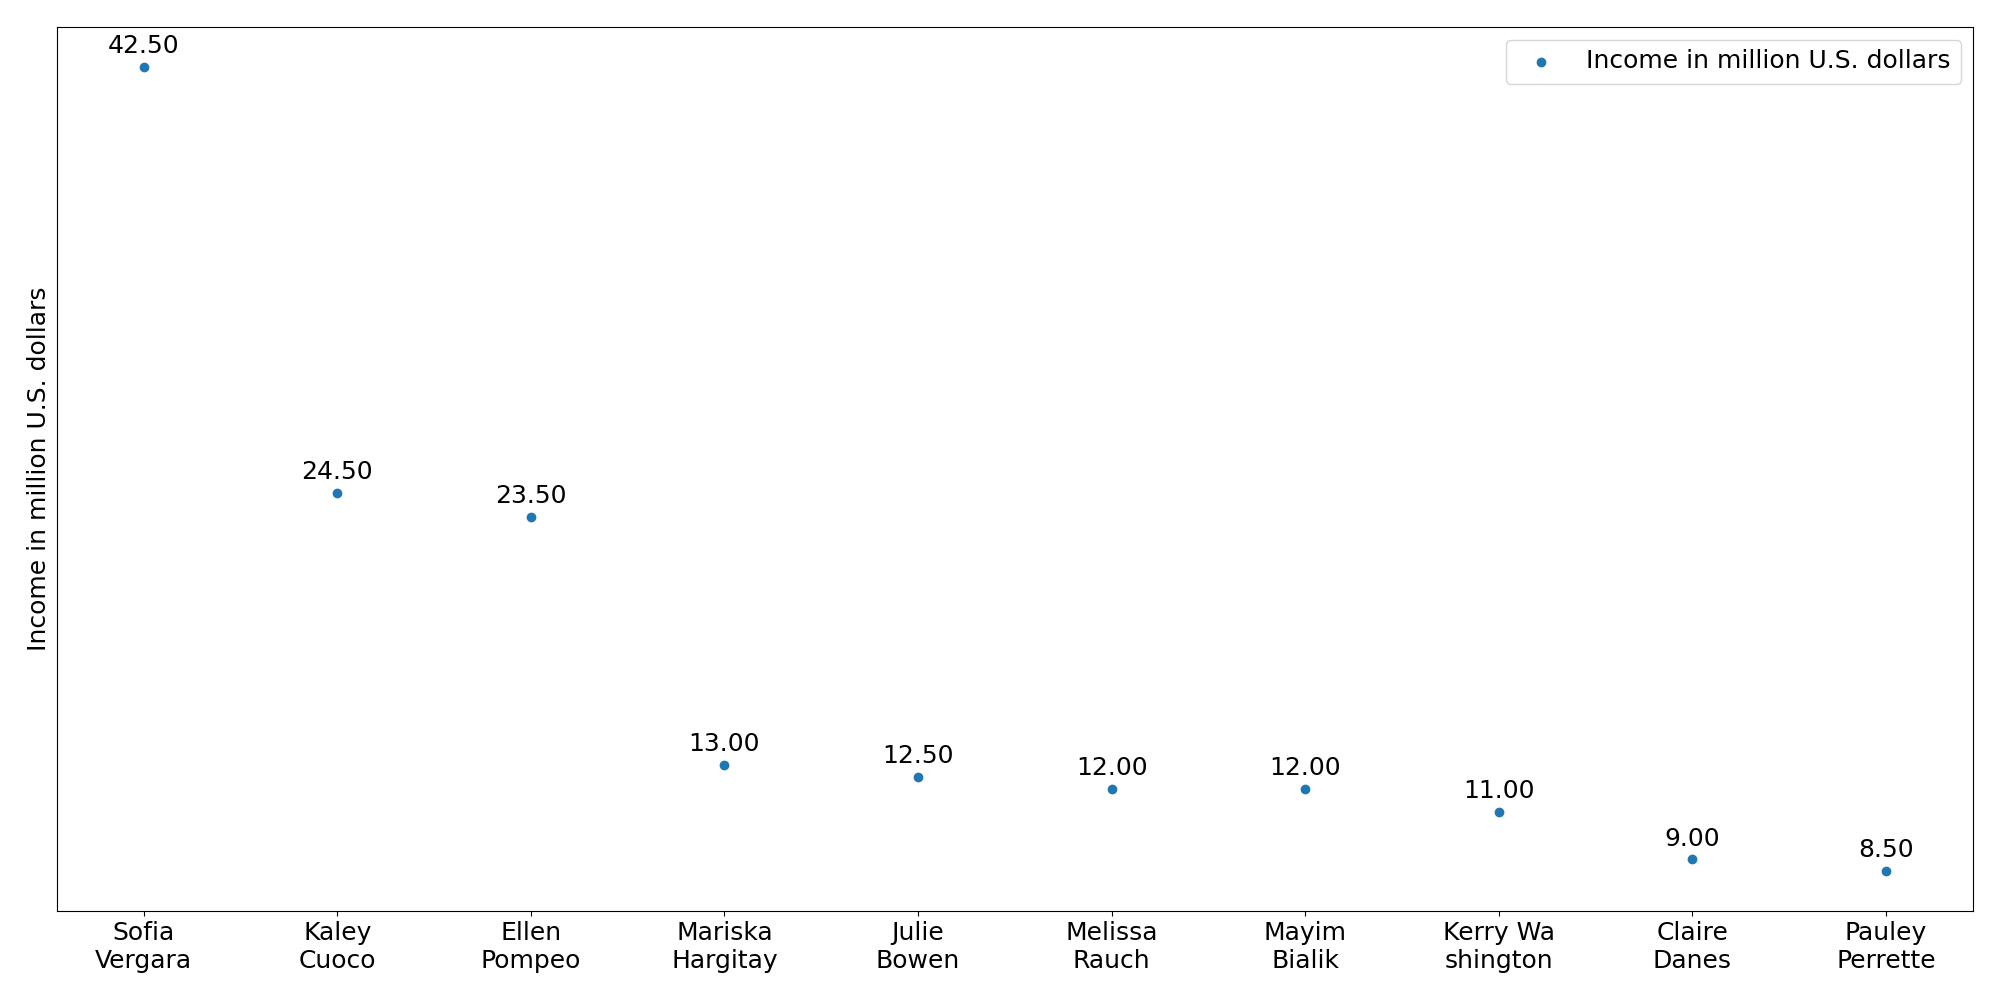 42.50
Income in million U.S. dollars
Income in million U.S. dollars
24.50
23.50
13.00
12.50
12.00
12.00
11.00
9.00
8.50
Sofia
Vergara
Kaley
Cuoco
Ellen
Pompeo
Mariska
Hargitay
Julie
Bowen
Melissa
Rauch
Mayim
Bialik
Kerry Wa
shington
Claire
Danes
Pauley
Perrette